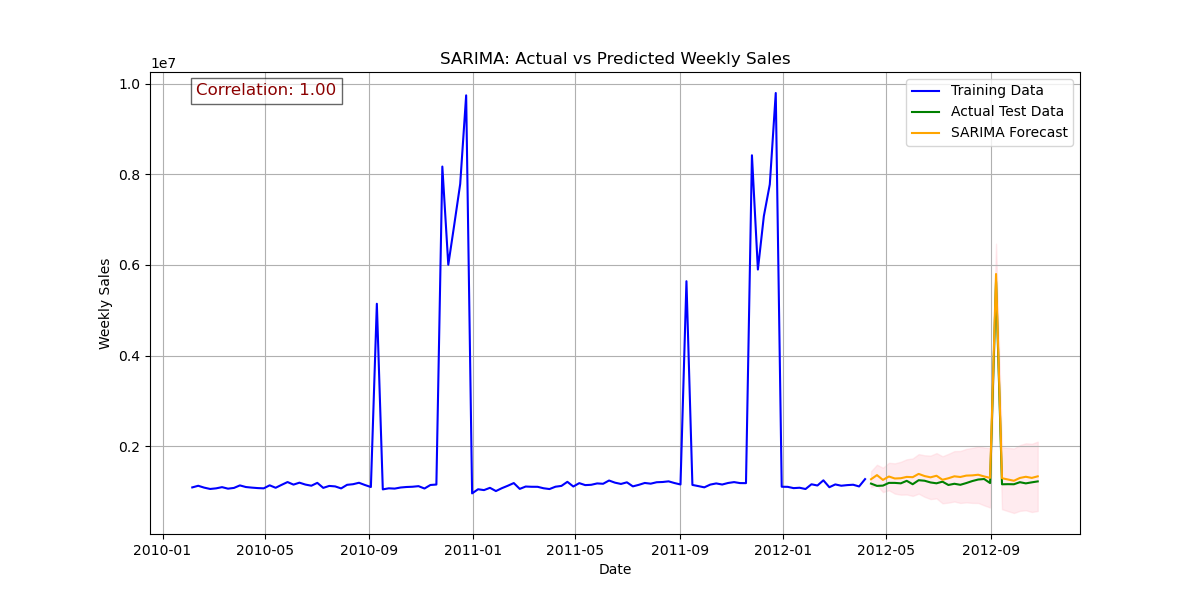 SARIMA: Actual vs Predicted Weekly Sales
1e7
Correlation: 1.00
Training Data
Actual Test Data
SARIMA Forecast
1.0
0.8
0.6
0.4
0.2
Weekly Sales
2010-01 2010-05 2010-09 2011-01 2011-05 2011-09 2012-01 2012-05 2012-09
Date